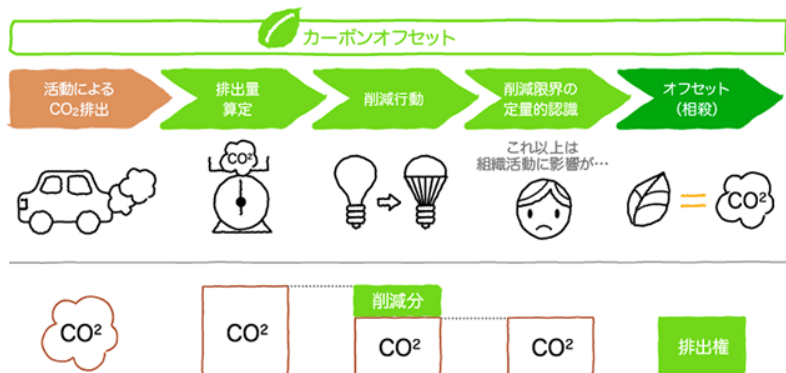 カーボンオフセット
活動による
CO₂排出
排出量
算定
削減行動
削減限界の
定量的認識
オフセット
(相殺)
これ以上は
組織活動に影響が…
CO²
= CO²
削減分
CO²
CO²
CO²
CO²
排出権